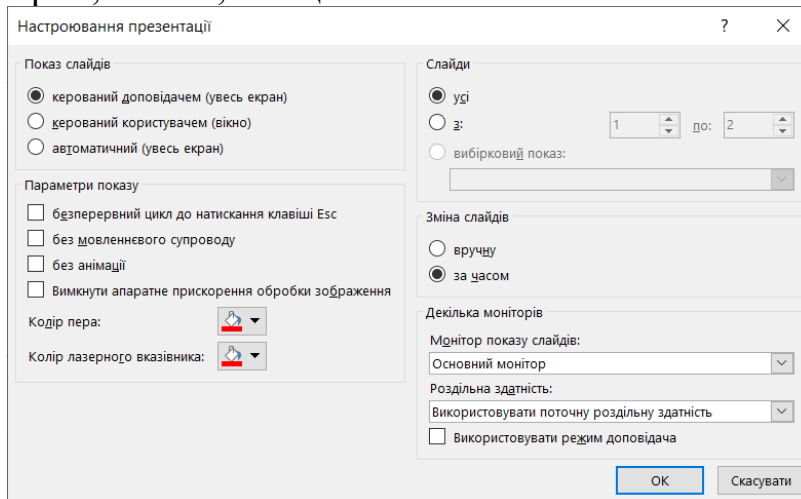 Настроювання презентації
Показ слайдів
керований доповідачем (увесь екран)
керований користувачем (вікно)
автоматичний (увесь екран)
Параметри показу
безперервний цикл до натискання клавіші Esc
без мовленнєвого супроводу
без анімації
Вимкнути апаратне прискорення обробки зображення
Колір пера:
Колір лазерного вказівника:
Слайди
усі
з: 1 по: 2
вибірковий показ:
Зміна слайдів
вручну
за часом
Декілька моніторів
Монітор показу слайдів:
Основний монітор
Роздільна здатність:
Використовувати поточну роздільну здатність
Використовувати режим доповідача
ОК Скасувати